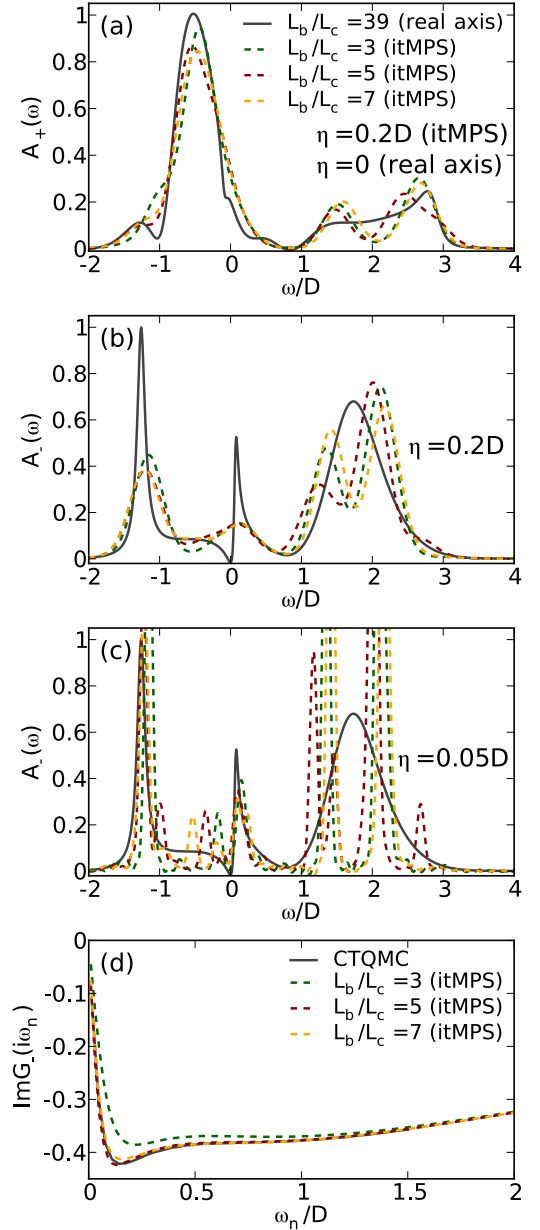 (a)
L_b/L_c =39 (real axis)
L_b/L_c =3 (itMPS)
L_b/L_c =5 (itMPS)
L_b/L_c =7 (itMPS)
η=0.2D (itMPS)
η=0 (real axis)
A_+(ω)
1
0.8
0.6
0.4
0.2
0
-2 -1 0 1 2 3 4
ω/D
(b)
η=0.2D
A_-(ω)
1
0.8
0.6
0.4
0.2
0
-2 -1 0 1 2 3 4
ω/D
(c)
η=0.05D
A_-(ω)
1
0.8
0.6
0.4
0.2
0
-2 -1 0 1 2 3 4
ω/D
(d)
CTQMC
L_b/L_c =3 (itMPS)
L_b/L_c =5 (itMPS)
L_b/L_c =7 (itMPS)
ImG_-(iω_n)
0
-0.1
-0.2
-0.3
-0.4
0 0.5 1 1.5 2
ω_n/D